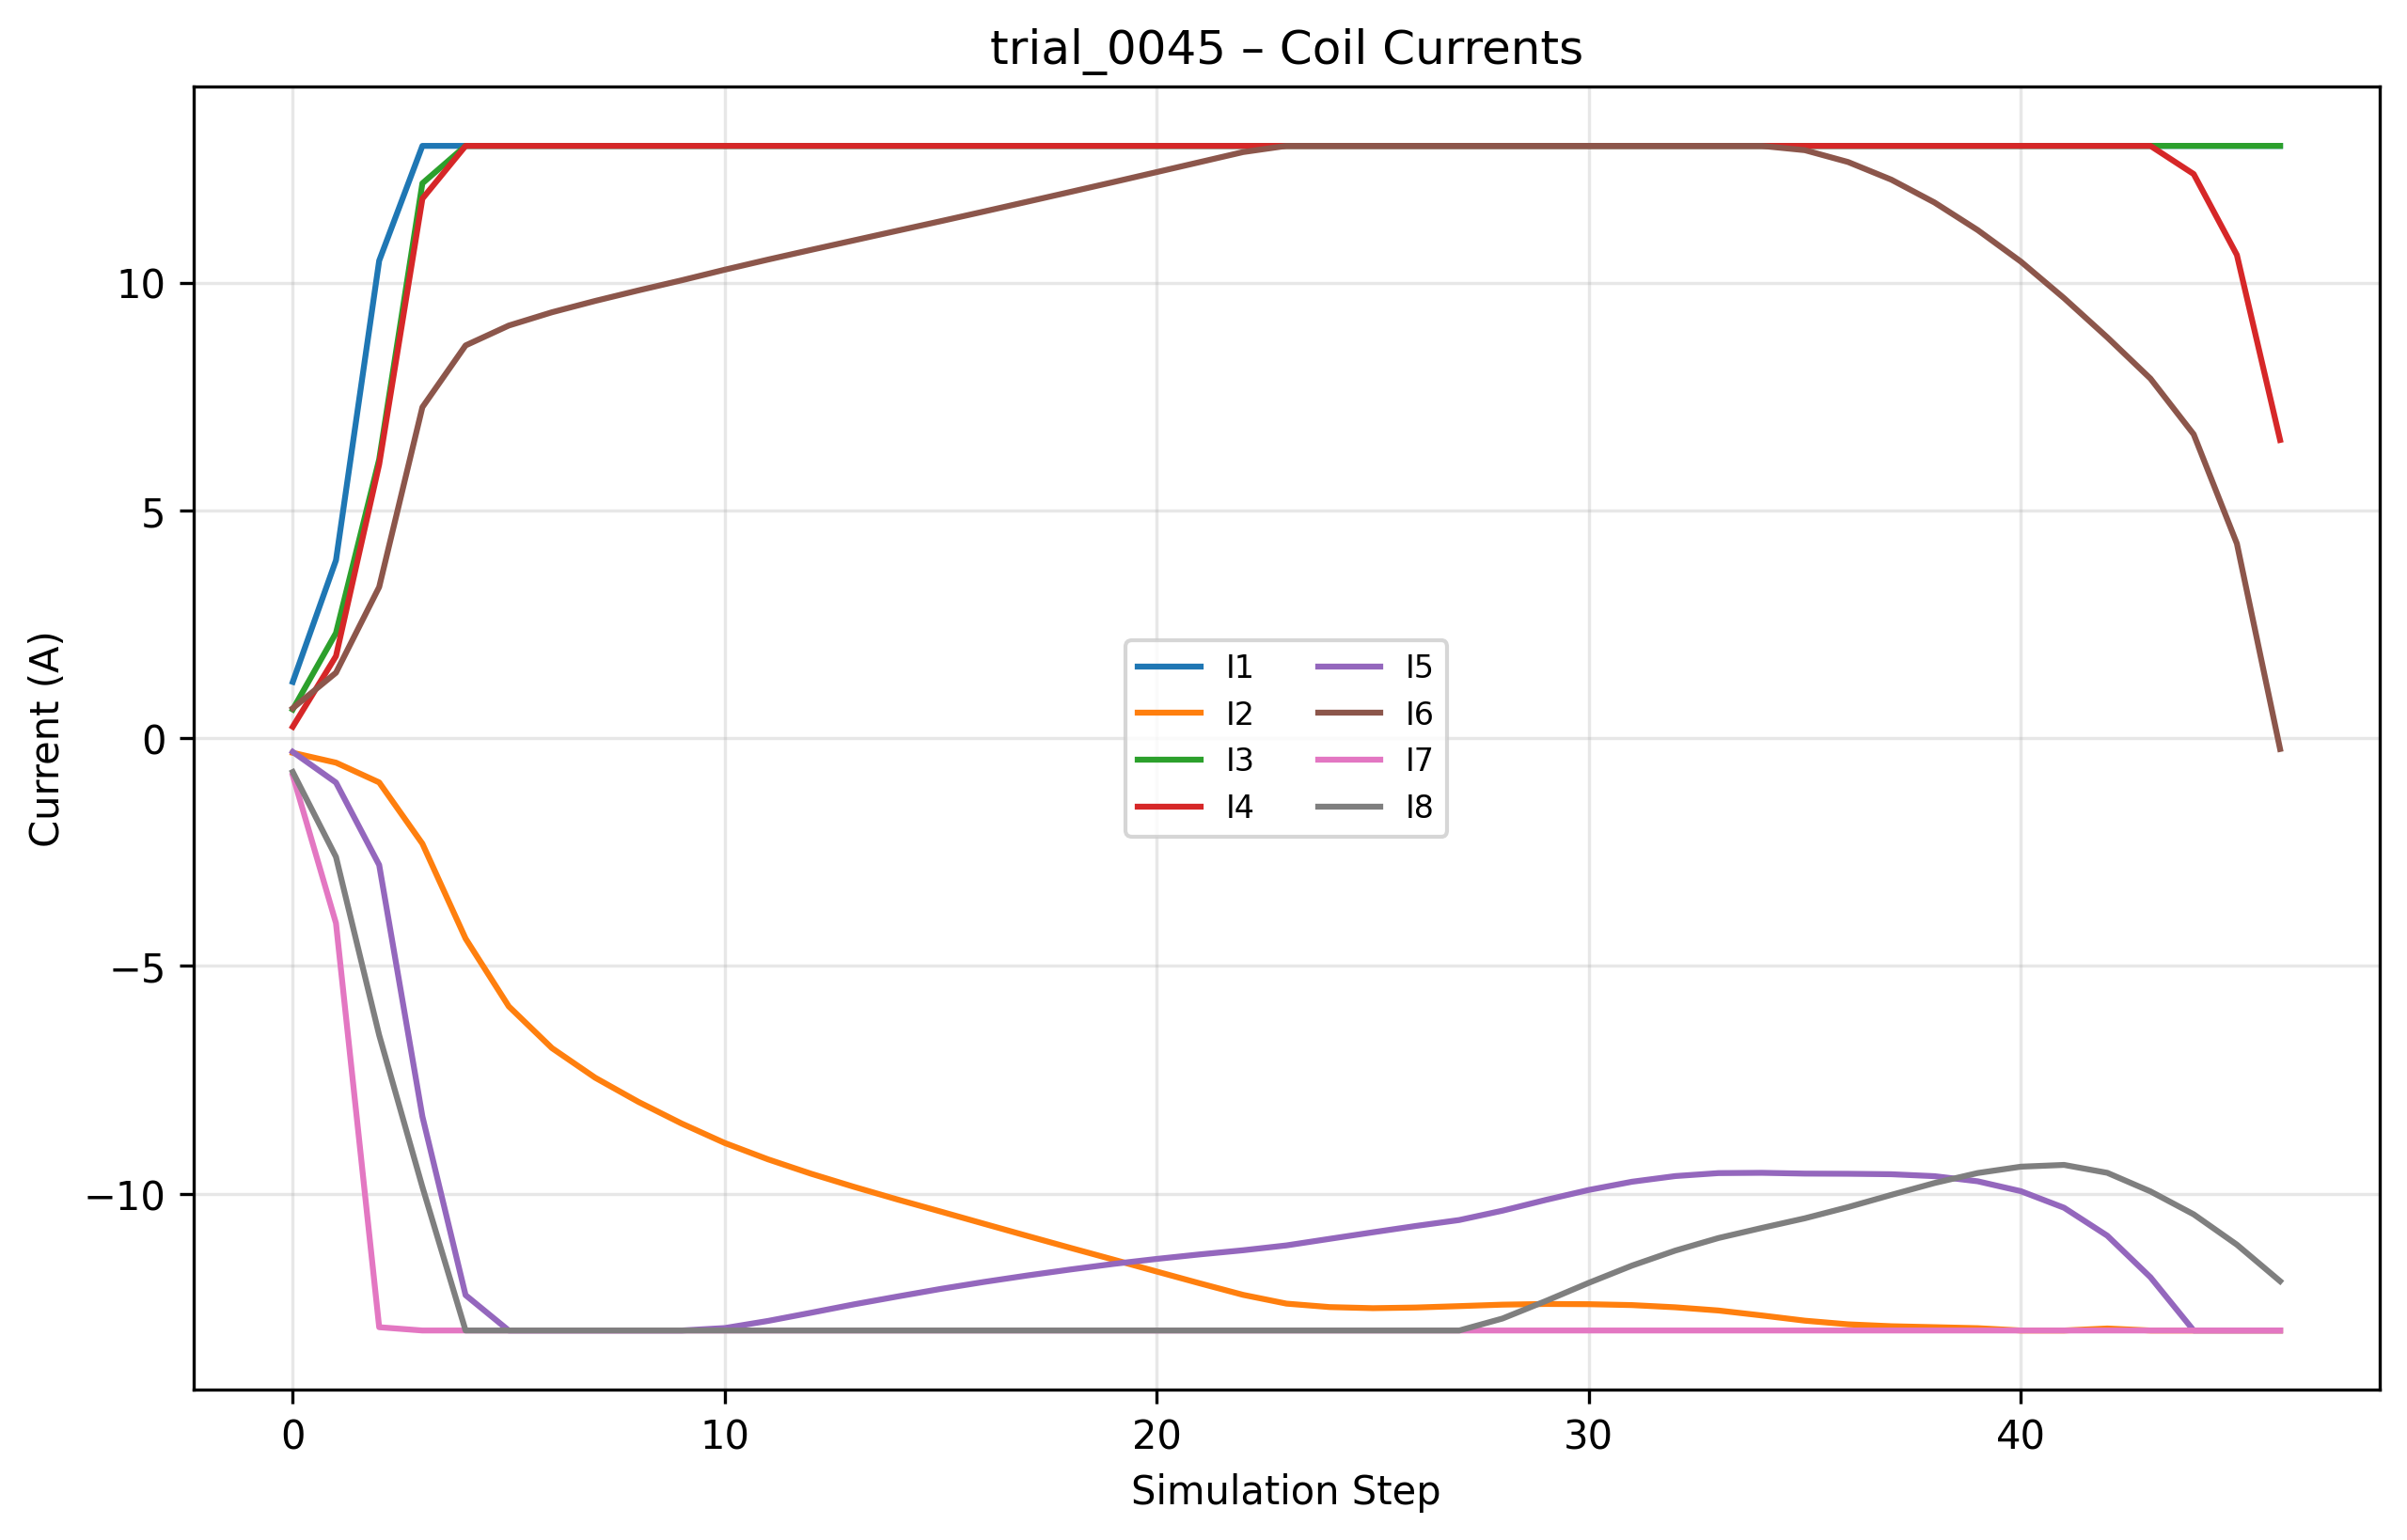 trial_0045 – Coil Currents
Current (A)
10
5
0
−5
−10
I1
I2
I3
I4
I5
I6
I7
I8
0
10
20
30
40
Simulation Step